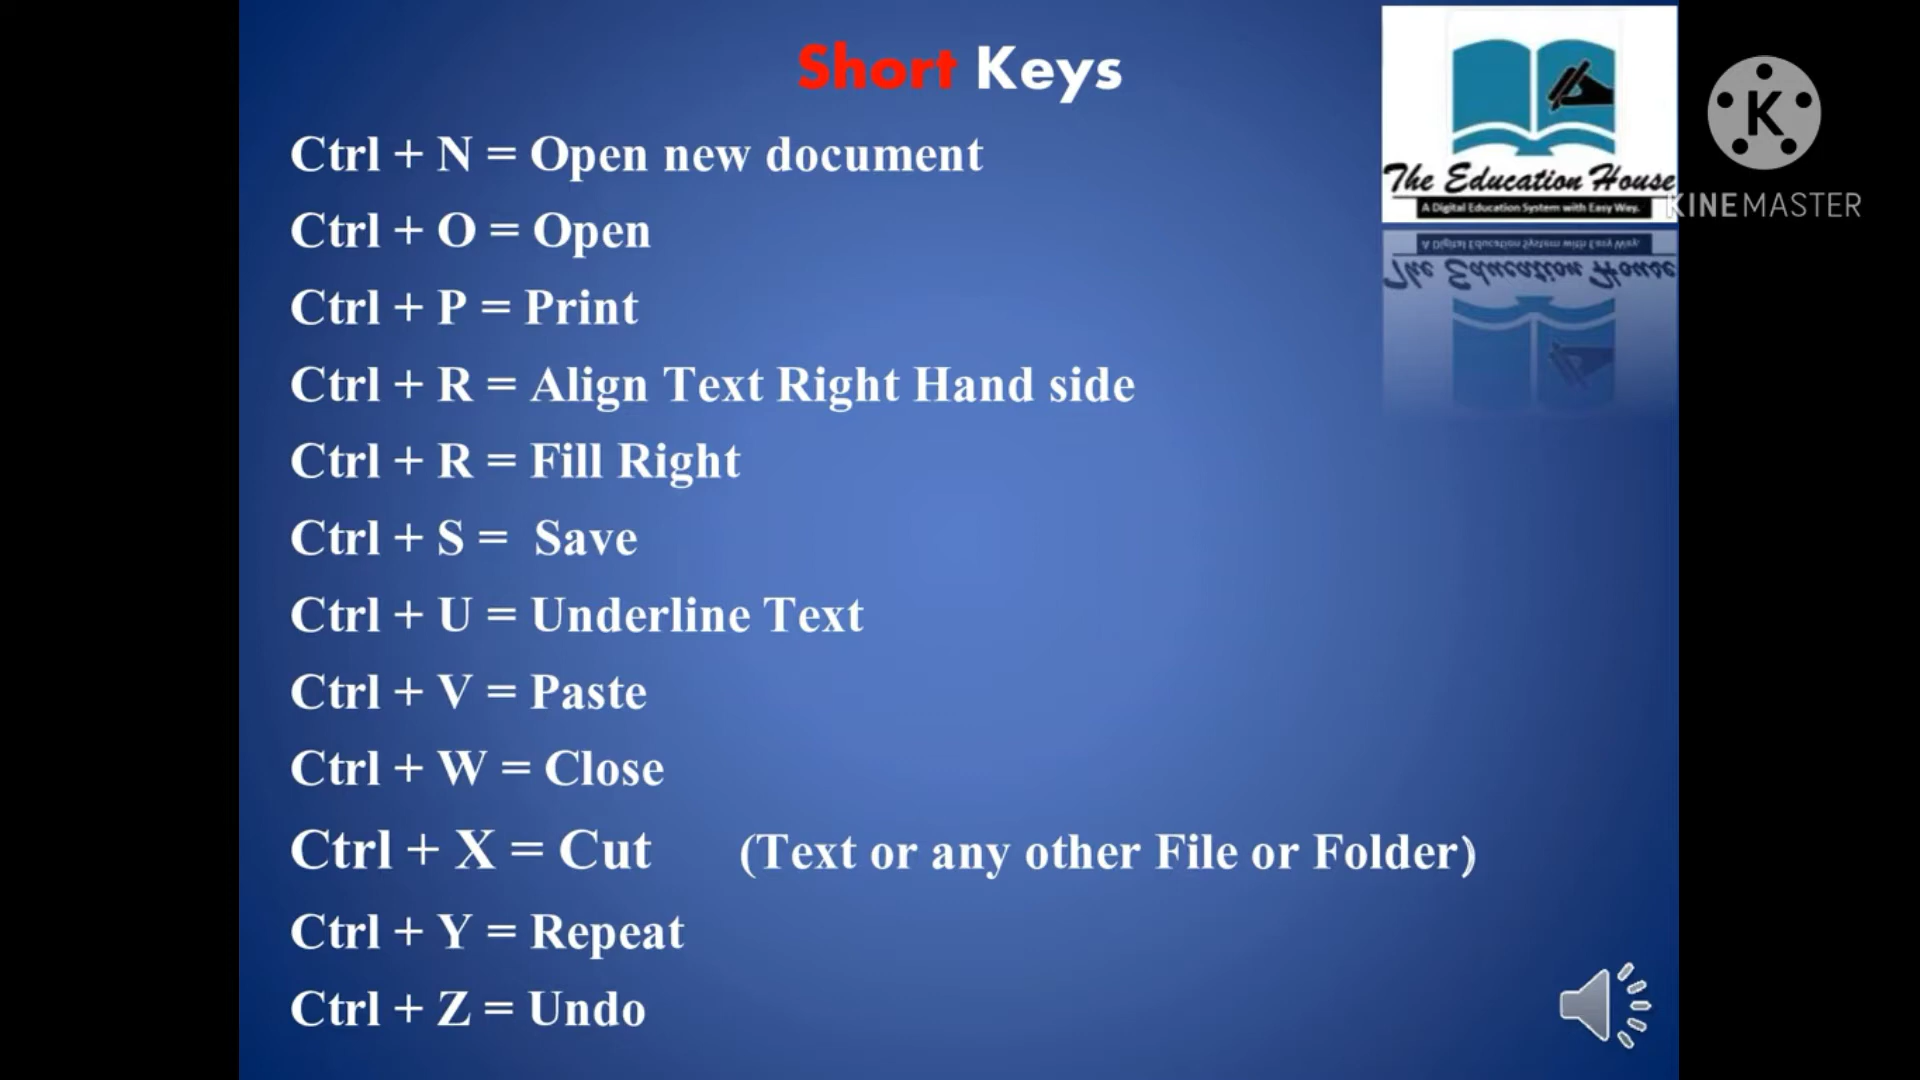 Short Keys
Ctrl + N = Open new document
Ctrl + O = Open
Ctrl + P = Print
Ctrl + R = Align Text Right Hand side
Ctrl + R = Fill Right
Ctrl + S = Save
Ctrl + U = Underline Text
Ctrl + V = Paste
Ctrl + W = Close
Ctrl + X = Cut (Text or any other File or Folder)
Ctrl + Y = Repeat
Ctrl + Z = Undo
The Education House
A Digital Education System with Easy Way.
K
KINEMASTER